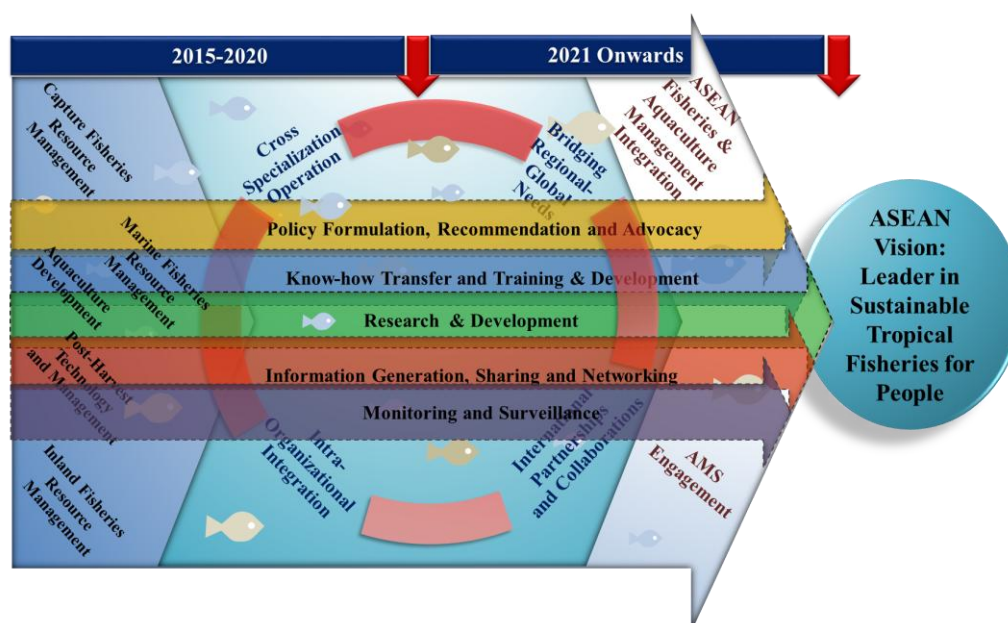 2015-2020
2021 Onwards
Capture Fisheries
Resource
Management
Marine Fisheries
Resource
Management
Aquaculture
Development
Post-Harvest
Technology
and Management
Inland Fisheries
Resource
Management
Cross
Specialization
Operation
Bridging
Regional-
Global
Needs
Intra-
Organizational
Integration
International
Partnerships
and Collaborations
ASEAN
Fisheries &
Aquaculture
Management
Integration
AMS
Engagement
Policy Formulation, Recommendation and Advocacy
Know-how Transfer and Training & Development
Research & Development
Information Generation, Sharing and Networking
Monitoring and Surveillance
ASEAN
Vision:
Leader in
Sustainable
Tropical
Fisheries for
People